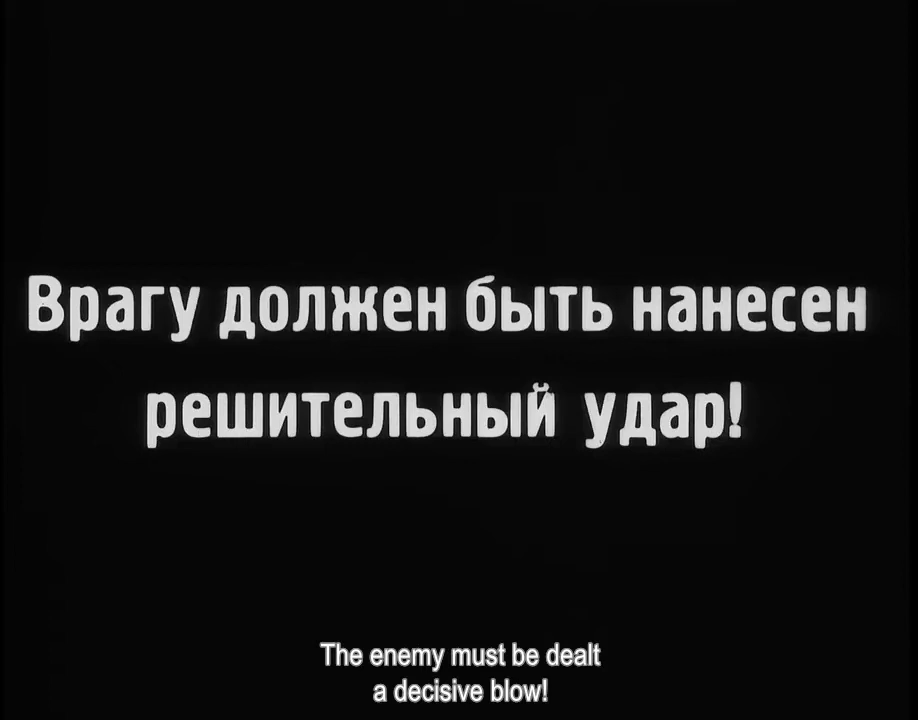 Врагу должен быть нанесен
решительный удар!
The enemy must be dealt
a decisive blow!